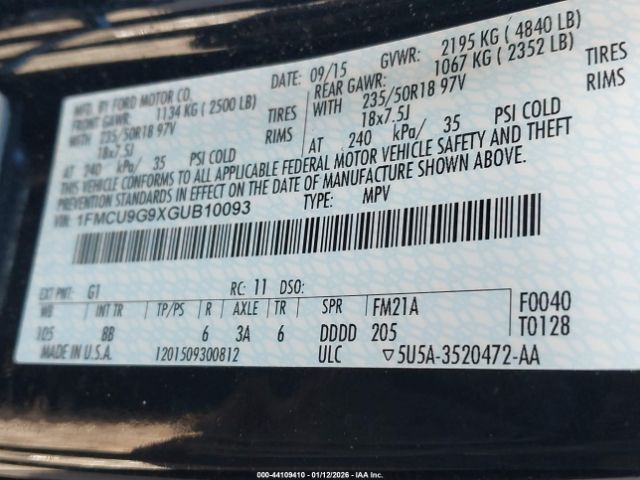 MFD. BY FORD MOTOR CO. DATE: 09/15 GVWR: 2195 KG ( 4840 LB)
FRONT GAWR: 1134 KG ( 2500 LB) REAR GAWR: 1067 KG ( 2352 LB)
WITH 235/50R18 97V TIRES WITH 235/50R18 97V TIRES
18x7.5J RIMS 18x7.5J RIMS
AT 240 kPa/ 35 PSI COLD AT 240 kPa/ 35 PSI COLD
THIS VEHICLE CONFORMS TO ALL APPLICABLE FEDERAL MOTOR VEHICLE SAFETY AND THEFT
PREVENTION STANDARDS IN EFFECT ON THE DATE OF MANUFACTURE SHOWN ABOVE.
VIN: 1FMCU9G9XGUB10093 TYPE: MPV
EXT PNT: G1 RC: 11 DSO:
WB INT TR TP/PS R AXLE TR SPR FM21A F0040
105 8B 6 3A 6 DDDD 205 T0128
MADE IN U.S.A. 1201509300812 ULC ▽5U5A-3520472-AA
000-44109410 - 01/12/2026 - IAA Inc.